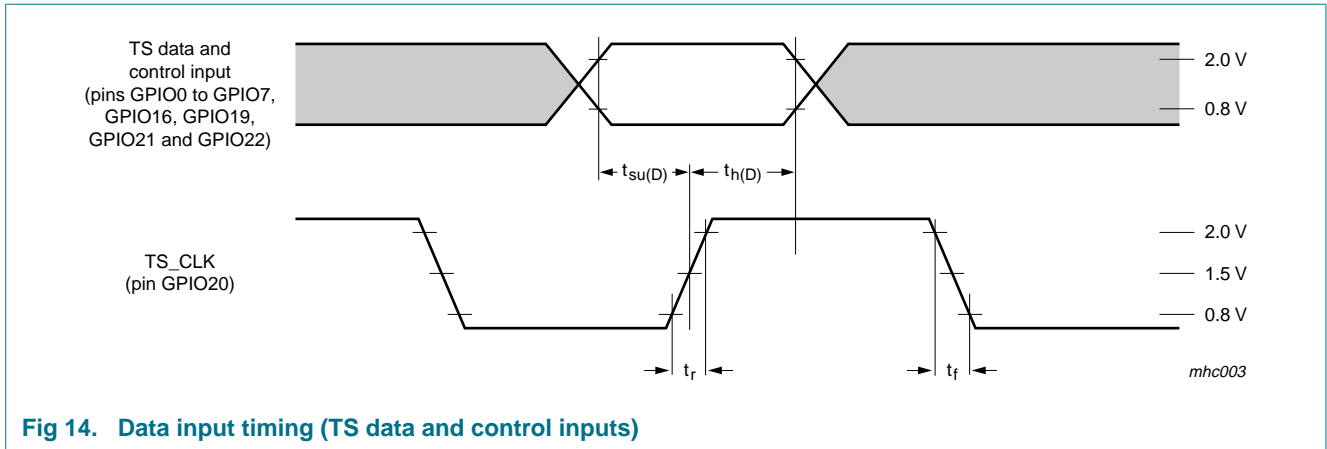 TS data and
control input
(pins GPIO0 to GPIO7,
GPIO16, GPIO19,
GPIO21 and GPIO22)
2.0 V
0.8 V
tsu(D)
th(D)
TS_CLK
(pin GPIO20)
2.0 V
1.5 V
0.8 V
tr
tf
mhc003
Fig 14. Data input timing (TS data and control inputs)